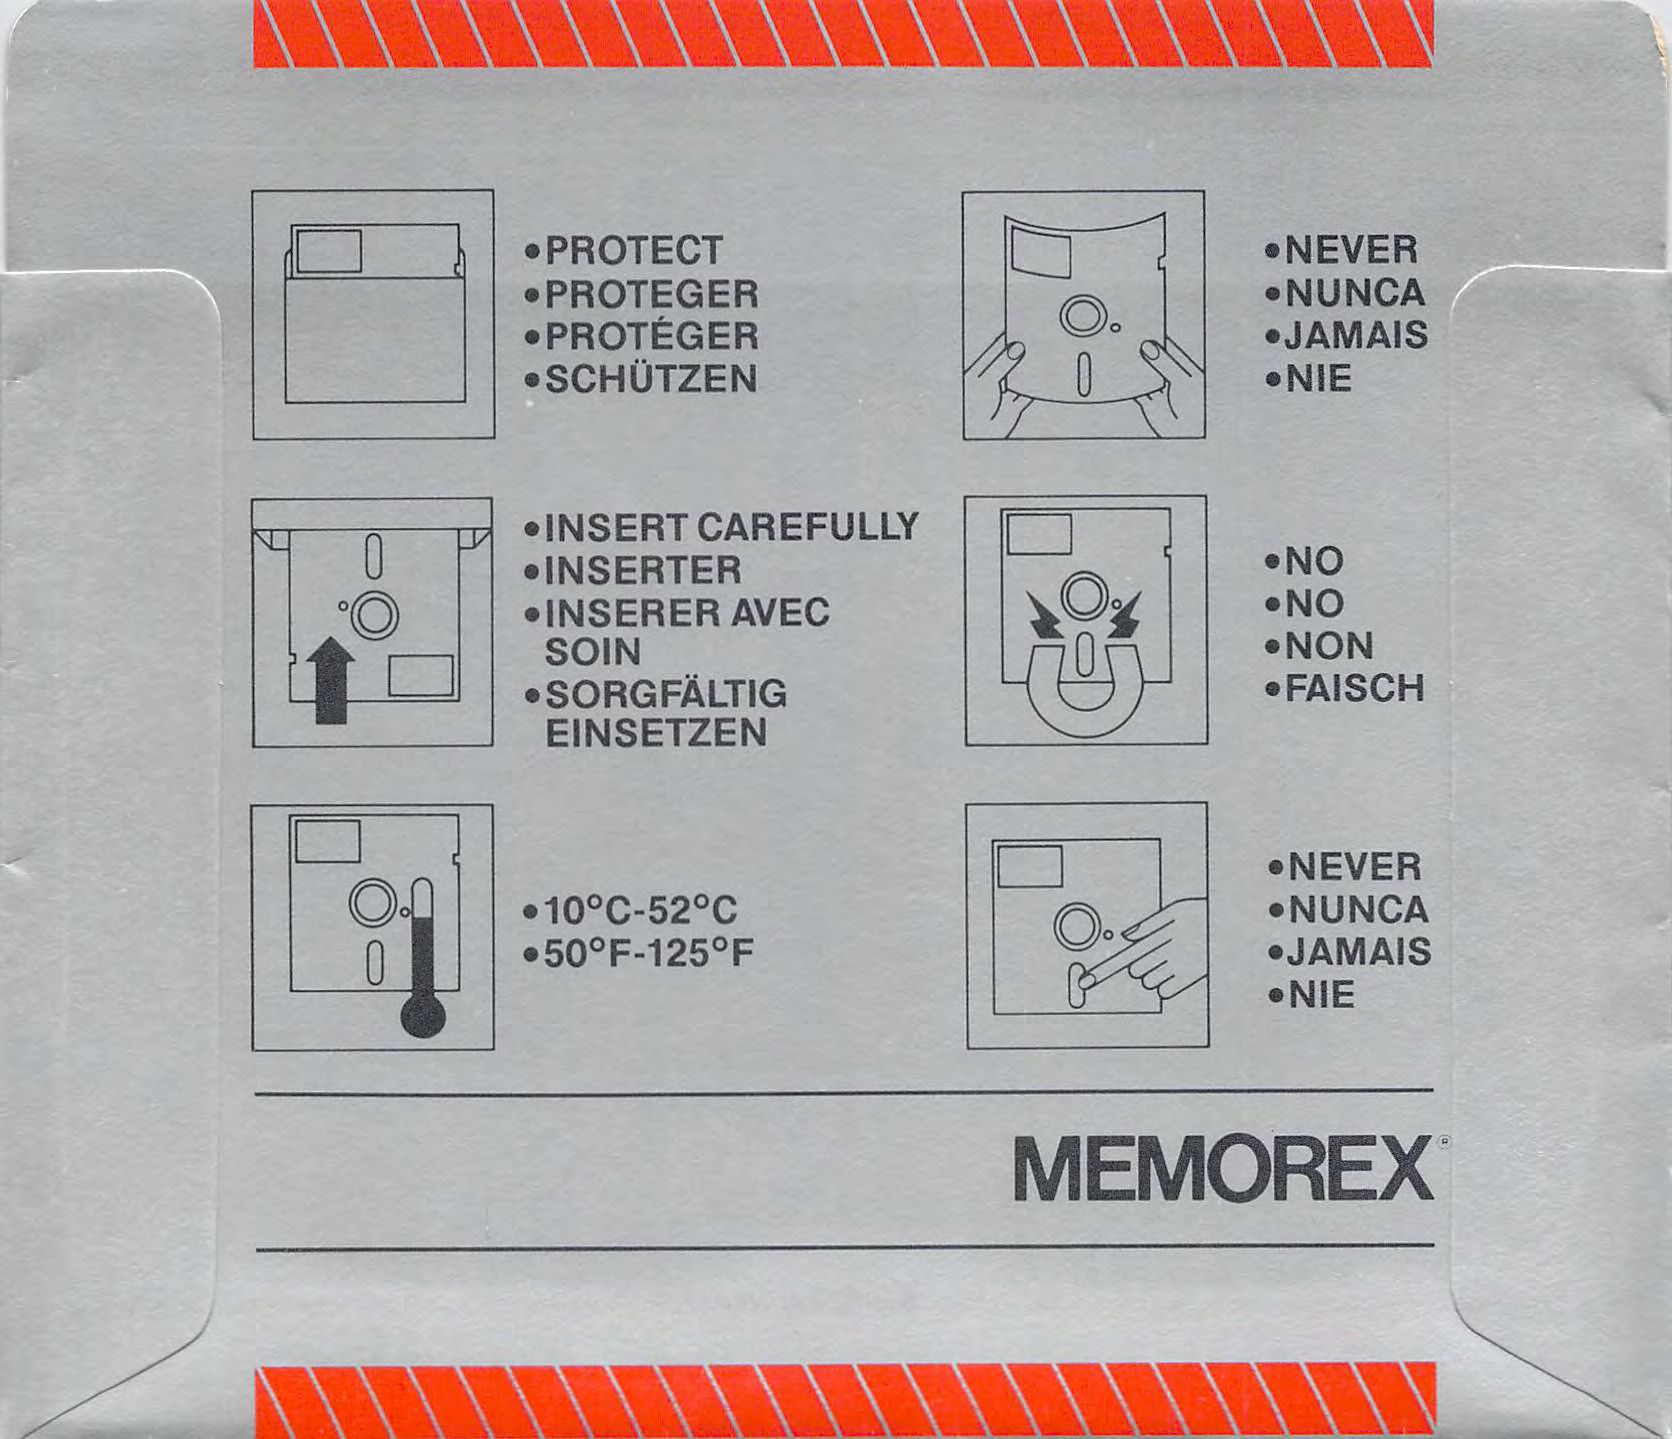 •PROTECT
•PROTEGER
•PROTÉGER
•SCHÜTZEN
•NEVER
•NUNCA
•JAMAIS
•NIE
•INSERT CAREFULLY
•INSERTER
•INSERER AVEC
SOIN
•SORGFÄLTIG
EINSETZEN
•NO
•NO
•NON
•FAISCH
•10°C-52°C
•50°F-125°F
•NEVER
•NUNCA
•JAMAIS
•NIE
MEMOREX®